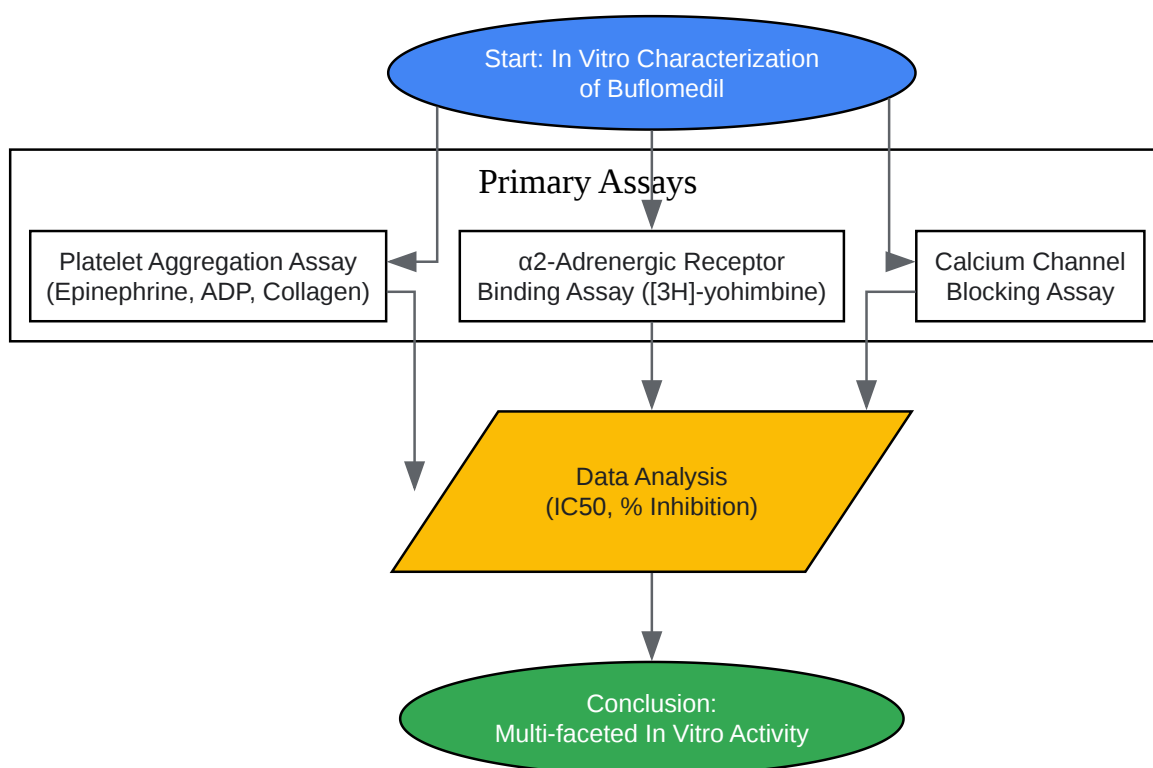 Start: In Vitro Characterization
of Buflomedil
Primary Assays
Platelet Aggregation Assay
(Epinephrine, ADP, Collagen)
α2-Adrenergic Receptor
Binding Assay ([3H]-yohimbine)
Calcium Channel
Blocking Assay
Data Analysis
(IC50, % Inhibition)
Conclusion:
Multi-faceted In Vitro Activity